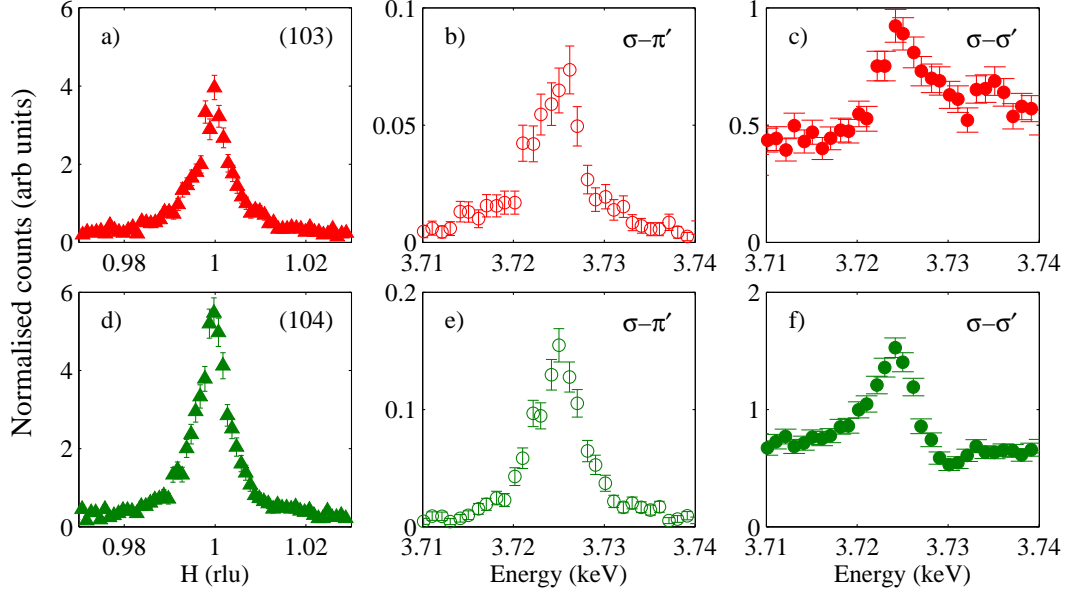 Normalised counts (arb units)
a) (103)
6
4
2
0
0.98 1 1.02
b) σ–π′
0.1
0.05
0
3.71 3.72 3.73 3.74
c) σ–σ′
1
0.5
0
3.71 3.72 3.73 3.74
d) (104)
6
4
2
0
0.98 1 1.02
H (rlu)
e) σ–π′
0.2
0.1
0
3.71 3.72 3.73 3.74
Energy (keV)
f) σ–σ′
2
1
0
3.71 3.72 3.73 3.74
Energy (keV)